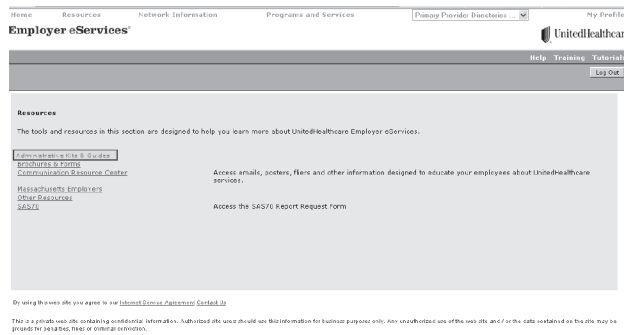 Home Resources Network Information Programs and Services Primary Provider Directories ... My Profile
Employer eServices®
UnitedHealthcar
Help Training Tutorials
Log Out
Resources
The tools and resources in this section are designed to help you learn more about UnitedHealthcare Employer eServices.
Administrative Kits & Guides
Brochures & Forms
Communication Resource Center Access emails, posters, fliers and other information designed to educate your employees about UnitedHealthcare
services.
Massachusetts Employers
Other Resources
SAS70 Access the SAS70 Report Request Form
By using this web site you agree to our Internet Service Agreement Contact Us
This is a private web site containing confidential information. Authorized site users should use this information for business purposes only. Any unauthorized use of the web site and / or the data contained on the site may be
grounds for penalties, fines or criminal conviction.